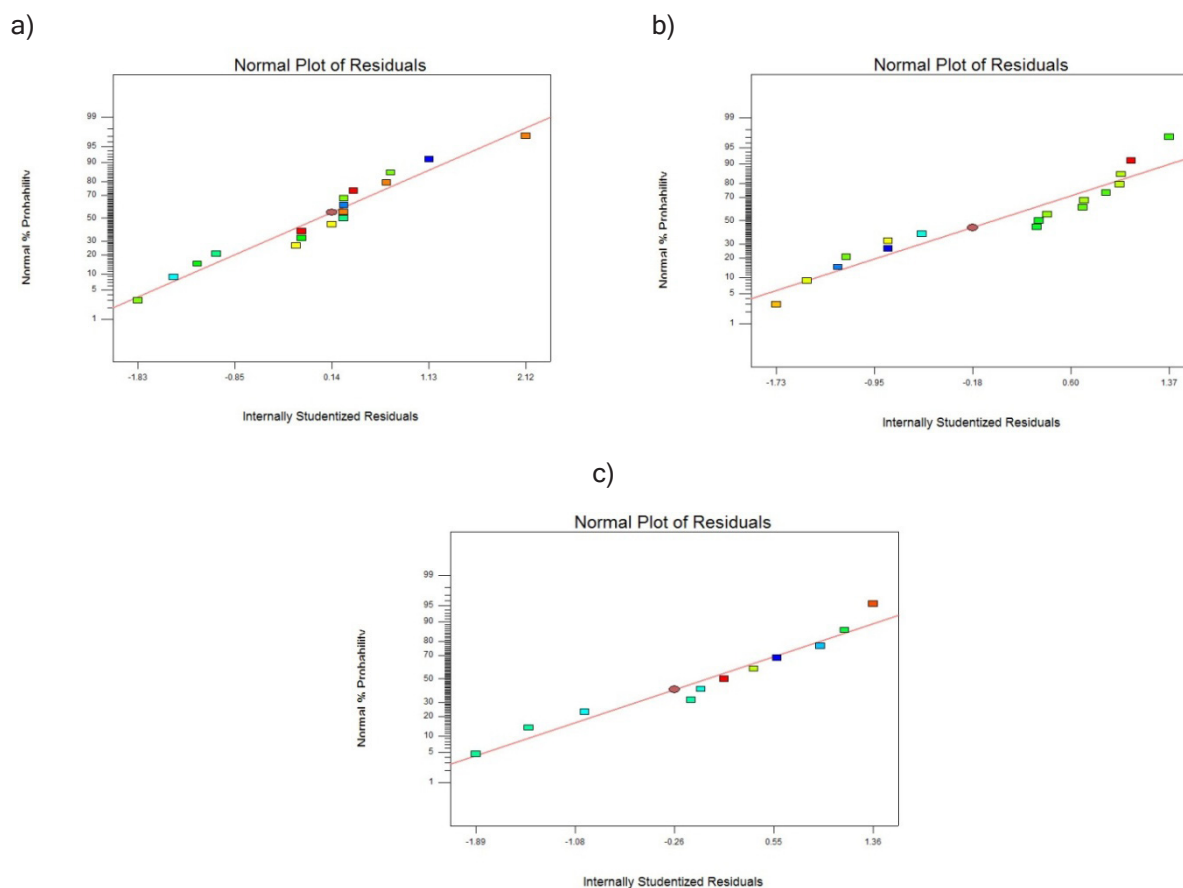 a)
Normal Plot of Residuals
Normal % Probability
99
95
90
80
70
50
30
20
10
5
1
-1.83 -0.85 0.14 1.13 2.12
Internally Studentized Residuals
b)
Normal Plot of Residuals
Normal % Probability
99
95
90
80
70
50
30
20
10
5
1
-1.73 -0.95 -0.18 0.60 1.37
Internally Studentized Residuals
c)
Normal Plot of Residuals
Normal % Probability
99
95
90
80
70
50
30
20
10
5
1
-1.89 -1.08 -0.26 0.55 1.36
Internally Studentized Residuals